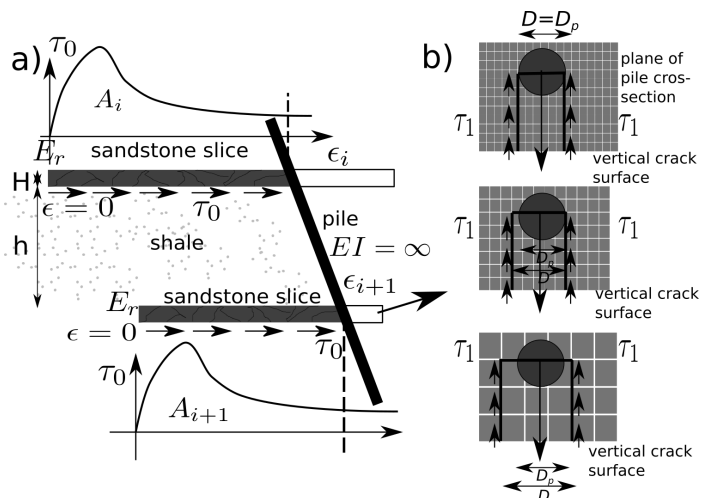 a)
τ₀
Aᵢ
Eᵣ
sandstone slice
ϵᵢ
H
ϵ = 0
τ₀
h
shale
pile
EI = ∞
sandstone slice
ϵᵢ₊₁
Eᵣ
ϵ = 0
τ₀
τ₀
Aᵢ₊₁
b)
D=Dₚ
plane of
pile cros-
section
τ₁
τ₁
vertical crack
surface
τ₁
τ₁
Dₚ
D
vertical crack
surface
τ₁
τ₁
vertical crack
surface
Dₚ
D